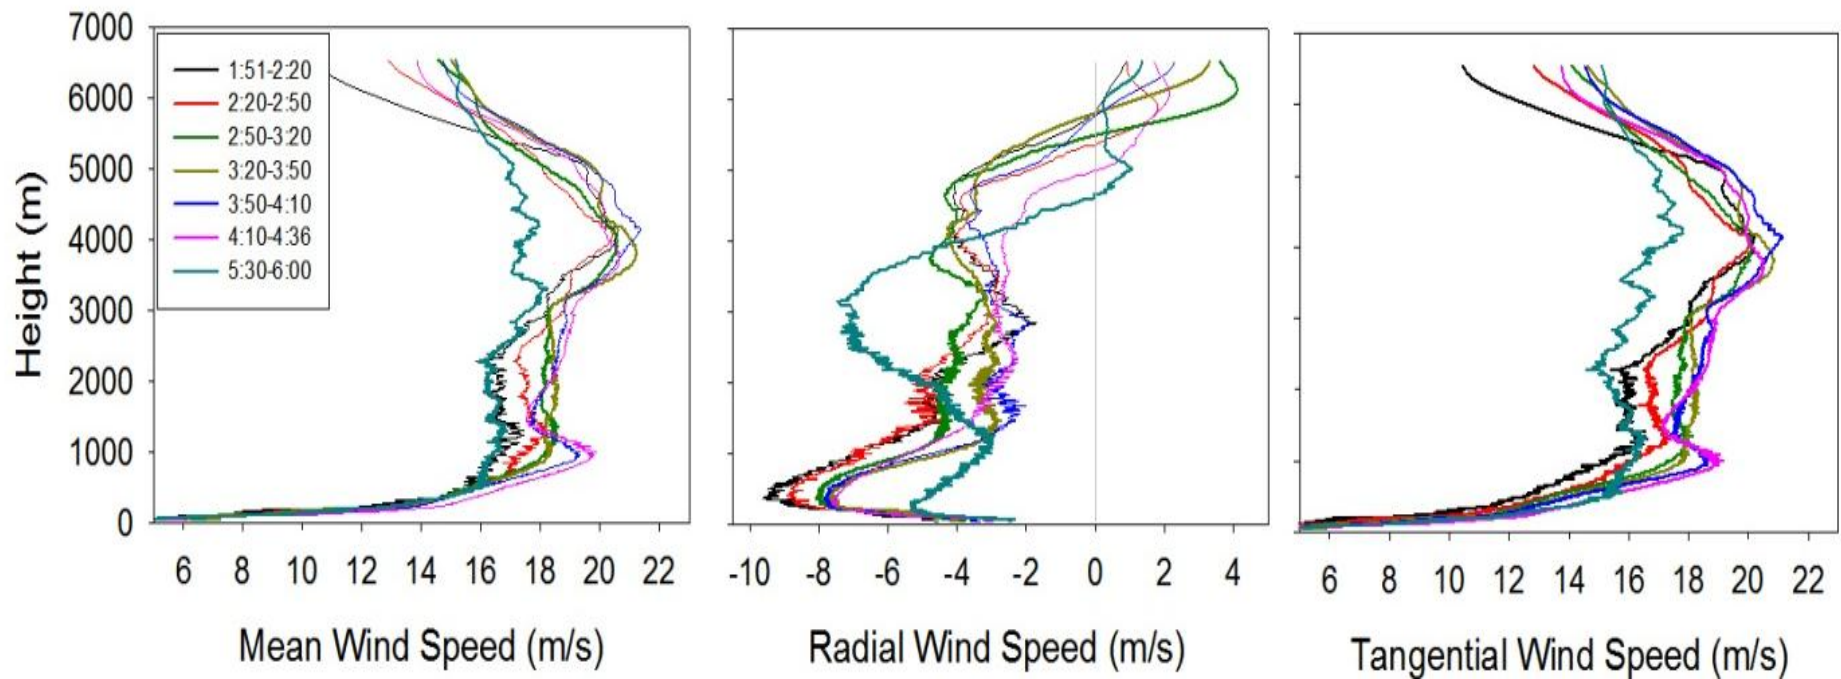 7000
6000
5000
4000
3000
2000
1000
0
Height (m)
1:51-2:20
2:20-2:50
2:50-3:20
3:20-3:50
3:50-4:10
4:10-4:36
5:30-6:00
6 8 10 12 14 16 18 20 22
Mean Wind Speed (m/s)
-10 -8 -6 -4 -2 0 2 4
Radial Wind Speed (m/s)
6 8 10 12 14 16 18 20 22
Tangential Wind Speed (m/s)